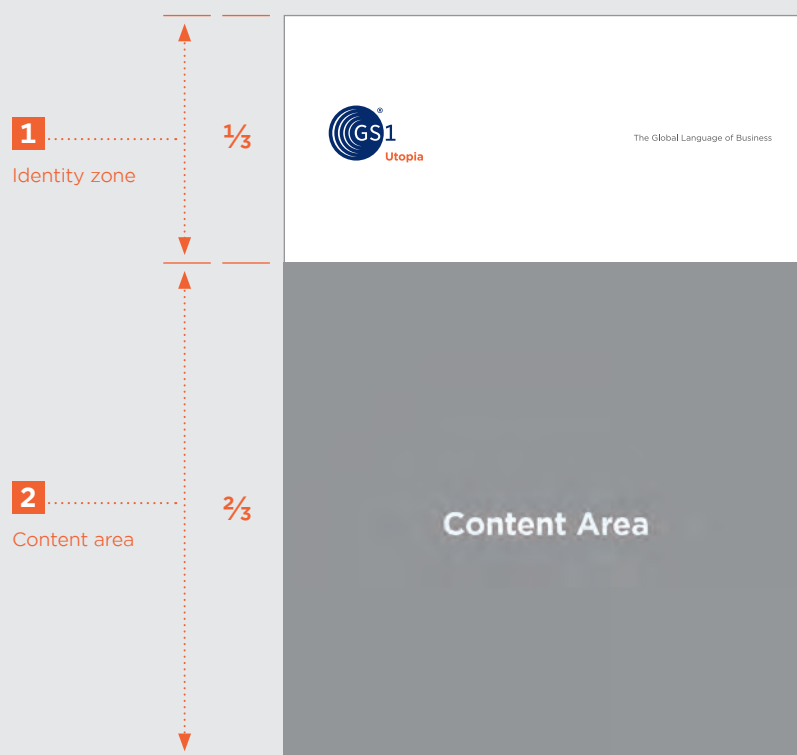 1
Identity zone
⅓
GS1®
Utopia
The Global Language of Business
2
Content area
⅔
Content Area